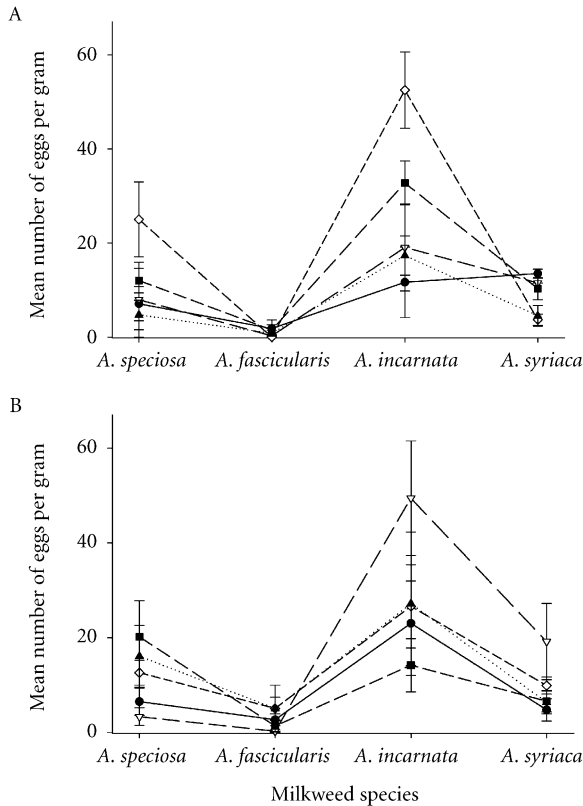 A
Mean number of eggs per gram
60
40
20
0
A. speciosa A. fascicularis A. incarnata A. syriaca
B
Mean number of eggs per gram
60
40
20
0
A. speciosa A. fascicularis A. incarnata A. syriaca
Milkweed species